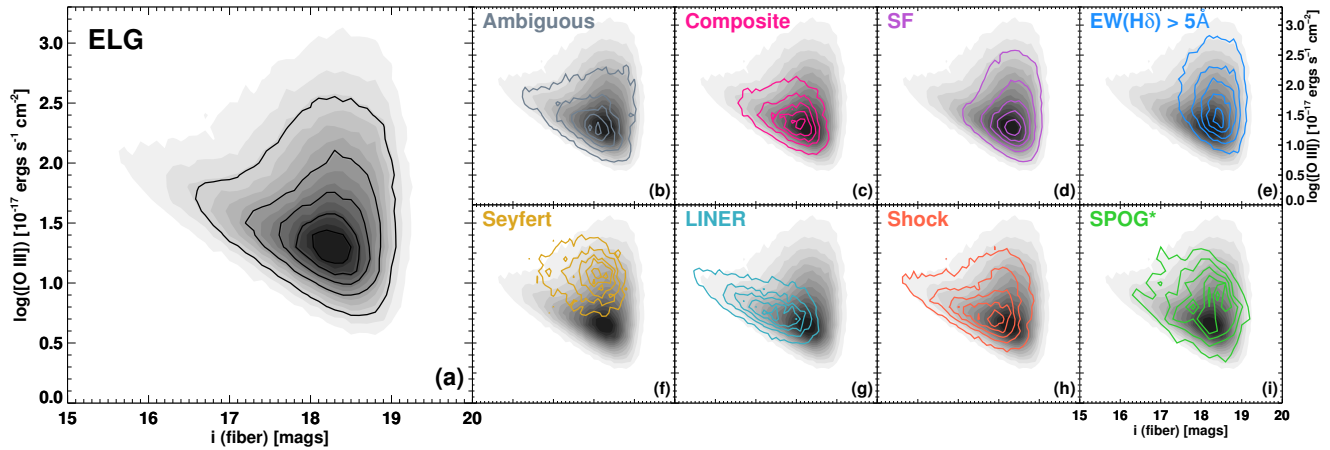 ELG
log([O III]) [10⁻¹⁷ ergs s⁻¹ cm⁻²]
3.0
2.5
2.0
1.5
1.0
0.5
0.0
(a)
15 16 17 18 19 20
i (fiber) [mags]
Ambiguous
(b)
Composite
(c)
SF
(d)
EW(Hδ) > 5Å
(e)
3.0
2.5
2.0
1.5
1.0
0.5
0.0
log([O III]) [10⁻¹⁷ ergs s⁻¹ cm⁻²]
Seyfert
(f)
LINER
(g)
Shock
(h)
SPOG*
(i)
15 16 17 18 19 20
i (fiber) [mags]